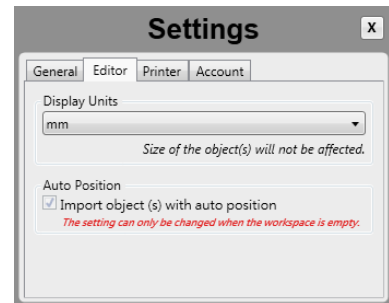 Settings
X
General Editor Printer Account
Display Units
mm
Size of the object(s) will not be affected.
Auto Position
Import object (s) with auto position
The setting can only be changed when the workspace is empty.